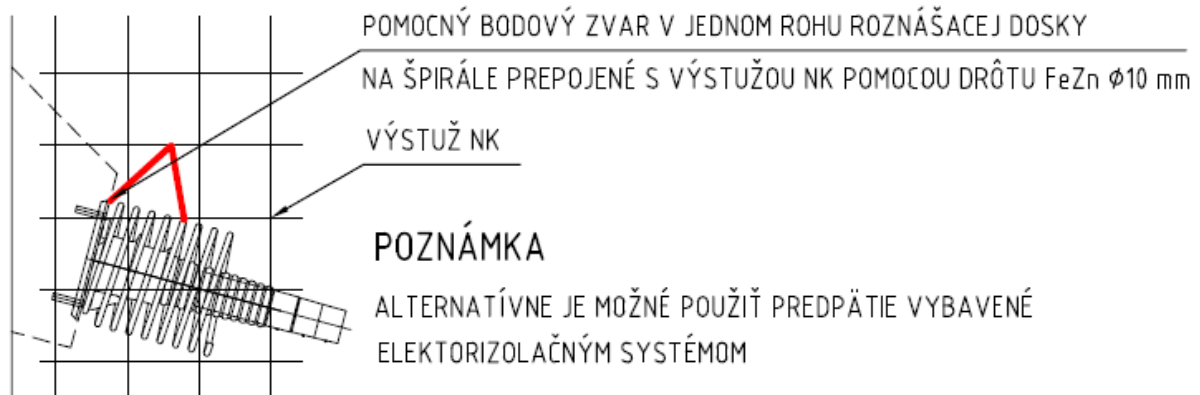 POMOCNÝ BODOVÝ ZVAR V JEDNOM ROHU ROZNÁŠACEJ DOSKY
NA ŠPIRÁLE PREPOJENÉ S VÝSTUŽOU NK POMOCOU DRÔTU FeZn ϕ10 mm
VÝSTUŽ NK
POZNÁMKA
ALTERNATÍVNE JE MOŽNÉ POUŽIŤ PREDPÄTIE VYBAVENÉ
ELEKTORIZOLAČNÝM SYSTÉMOM